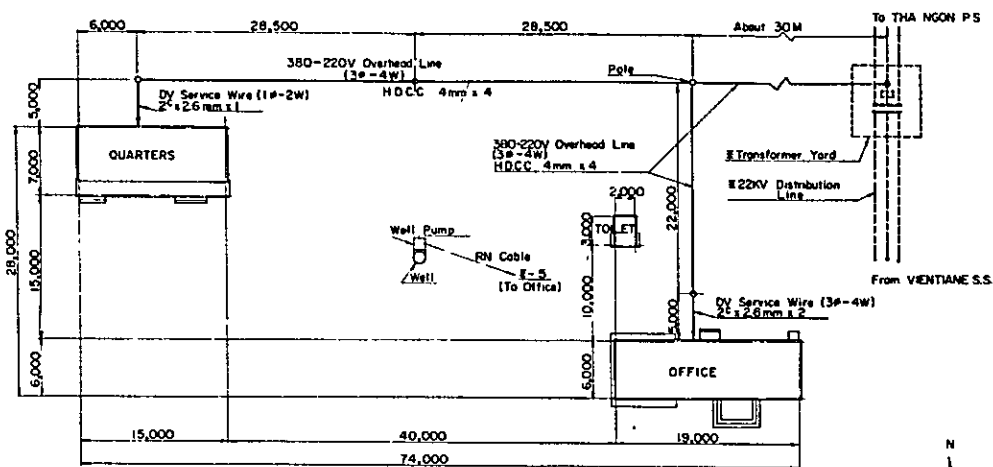 To THA NGON P.S
6,000
28,500
28,500
About 30M
380-220V Overhead Line
(3φ-4W)
H.D.C.C 4mm x 4
Pole
5,000
DV Service Wire (1φ-2W)
2c x 2.6mm x 1
QUARTERS
7,000
380-220V Overhead Line
(3φ-4W)
H.D.C.C 4mm x 4
※Transformer Yard
※22KV Distribution
Line
2,000
22,000
3,000
TOILET
28,000
15,000
Well Pump
RN Cable
Well
E-5
(To Office)
10,000
From VIENTIANE S.S.
DV Service Wire (3φ-4W)
2c x 2.6mm x 2
5,000
6,000
6,000
OFFICE
15,000
40,000
19,000
74,000
N